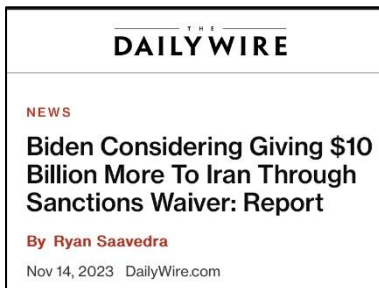 THE
DAILY WIRE
NEWS
Biden Considering Giving $10
Billion More To Iran Through
Sanctions Waiver: Report
By Ryan Saavedra
Nov 14, 2023 DailyWire.com